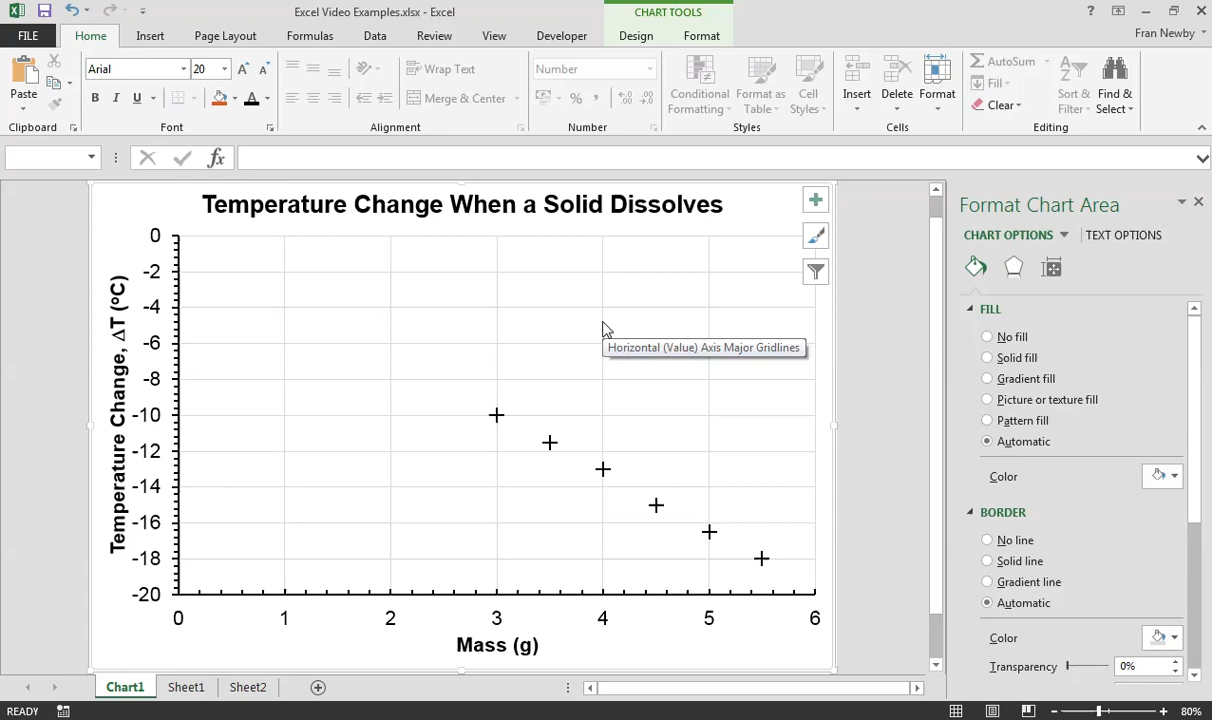 Excel Video Examples.xlsx - Excel
CHART TOOLS
FILE
Home
Insert
Page Layout
Formulas
Data
Review
View
Developer
Design
Format
Fran Newby
Paste
Clipboard
Arial
20
A A
B I U
A
Font
Wrap Text
Merge & Center
Alignment
Number
% ,
Number
Conditional
Formatting
Format as
Table
Cell
Styles
Styles
Insert
Delete
Format
Cells
AutoSum
Fill
Clear
Sort &
Filter
Find &
Select
Editing
fx
Temperature Change When a Solid Dissolves
Temperature Change, ΔT (ºC)
0
-2
-4
-6
-8
-10
-12
-14
-16
-18
-20
Horizontal (Value) Axis Major Gridlines
0 1 2 3 4 5 6
Mass (g)
Format Chart Area
CHART OPTIONS
TEXT OPTIONS
FILL
No fill
Solid fill
Gradient fill
Picture or texture fill
Pattern fill
Automatic
Color
BORDER
No line
Solid line
Gradient line
Automatic
Color
Transparency 0%
Chart1 Sheet1 Sheet2
READY
80%